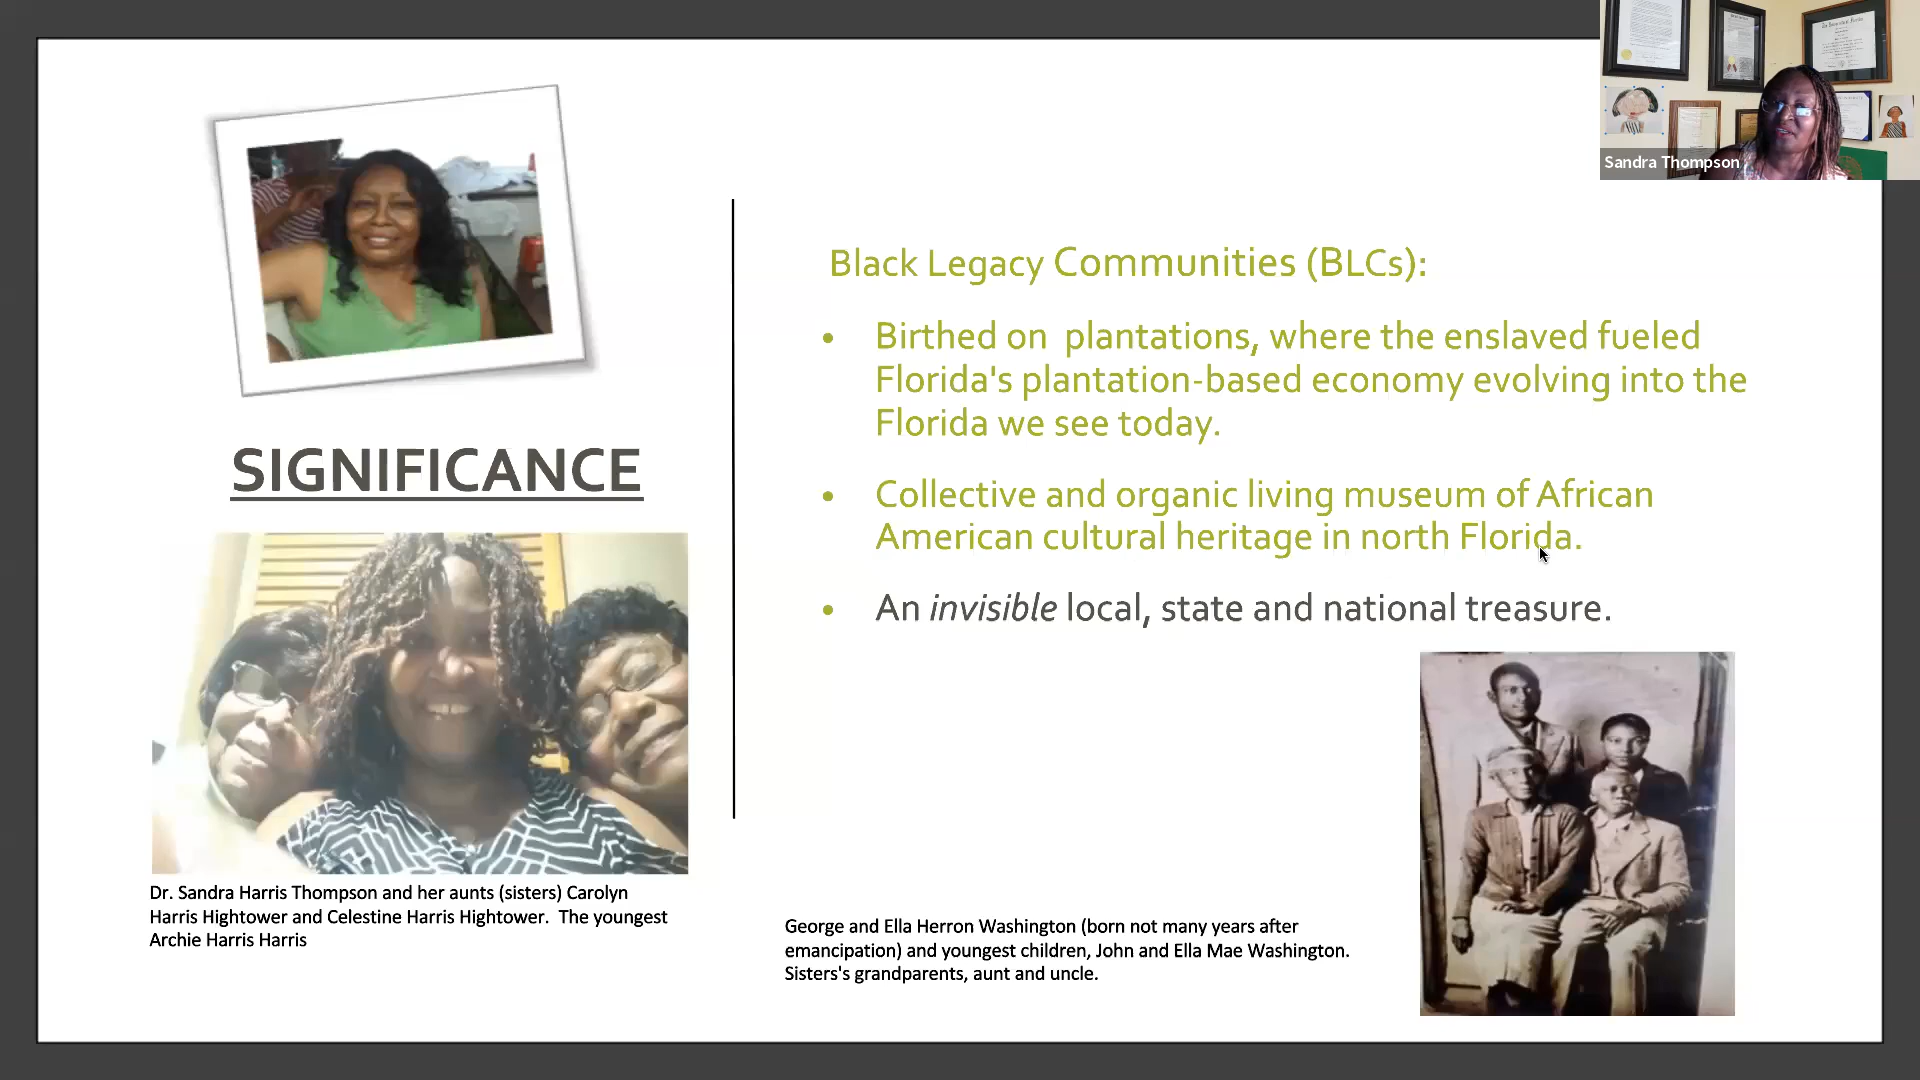 Sandra Thompson
SIGNIFICANCE
Dr. Sandra Harris Thompson and her aunts (sisters) Carolyn
Harris Hightower and Celestine Harris Hightower.  The youngest
Archie Harris Harris
Black Legacy Communities (BLCs):
• Birthed on  plantations, where the enslaved fueled
Florida's plantation-based economy evolving into the
Florida we see today.
• Collective and organic living museum of African
American cultural heritage in north Florida.
• An invisible local, state and national treasure.
George and Ella Herron Washington (born not many years after
emancipation) and youngest children, John and Ella Mae Washington.
Sisters's grandparents, aunt and uncle.